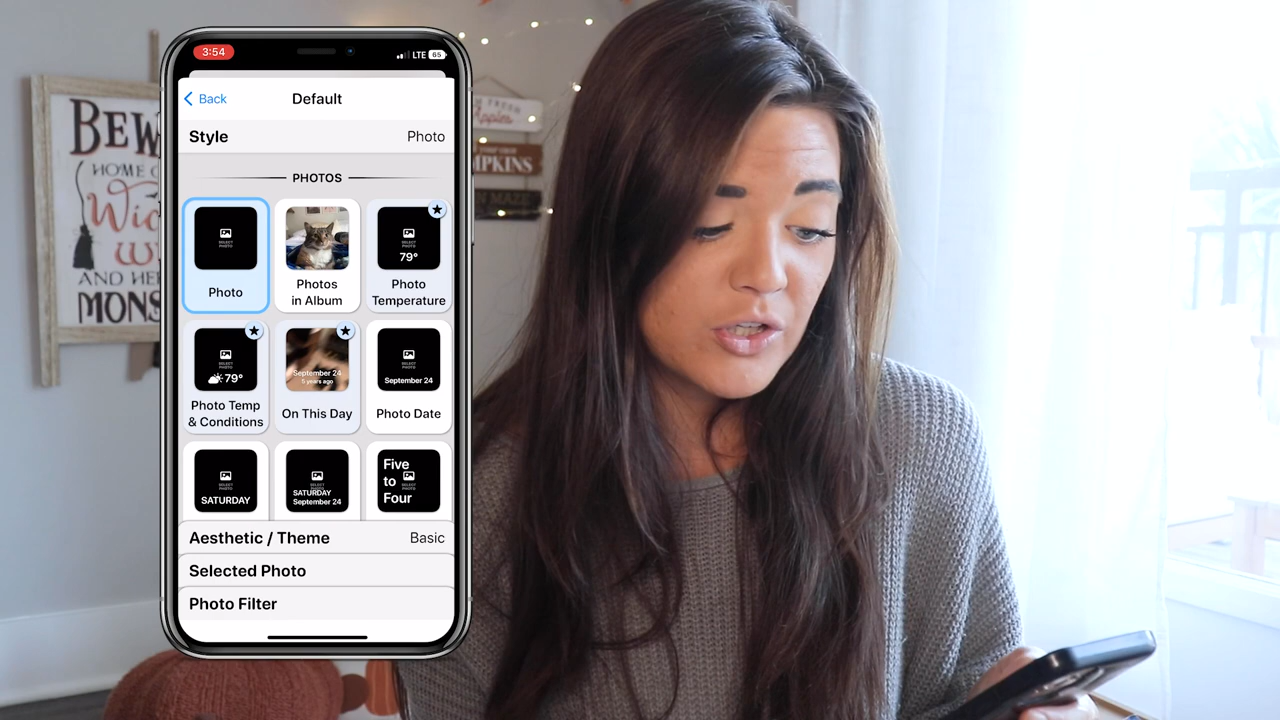 3:54
LTE 65
Back
Default
Style
Photo
PHOTOS
SELECT
PHOTO
Photo
Photos
in Album
SELECT
PHOTO
79°
Photo
Temperature
SELECT
PHOTO
79°
Photo Temp
& Conditions
September 24
5 years ago
On This Day
SELECT
PHOTO
September 24
Photo Date
SELECT
PHOTO
SATURDAY
SELECT
PHOTO
SATURDAY
September 24
Five
to
Four
SELECT
PHOTO
Aesthetic / Theme
Basic
Selected Photo
Photo Filter
HOME
AND
MONS
Apples